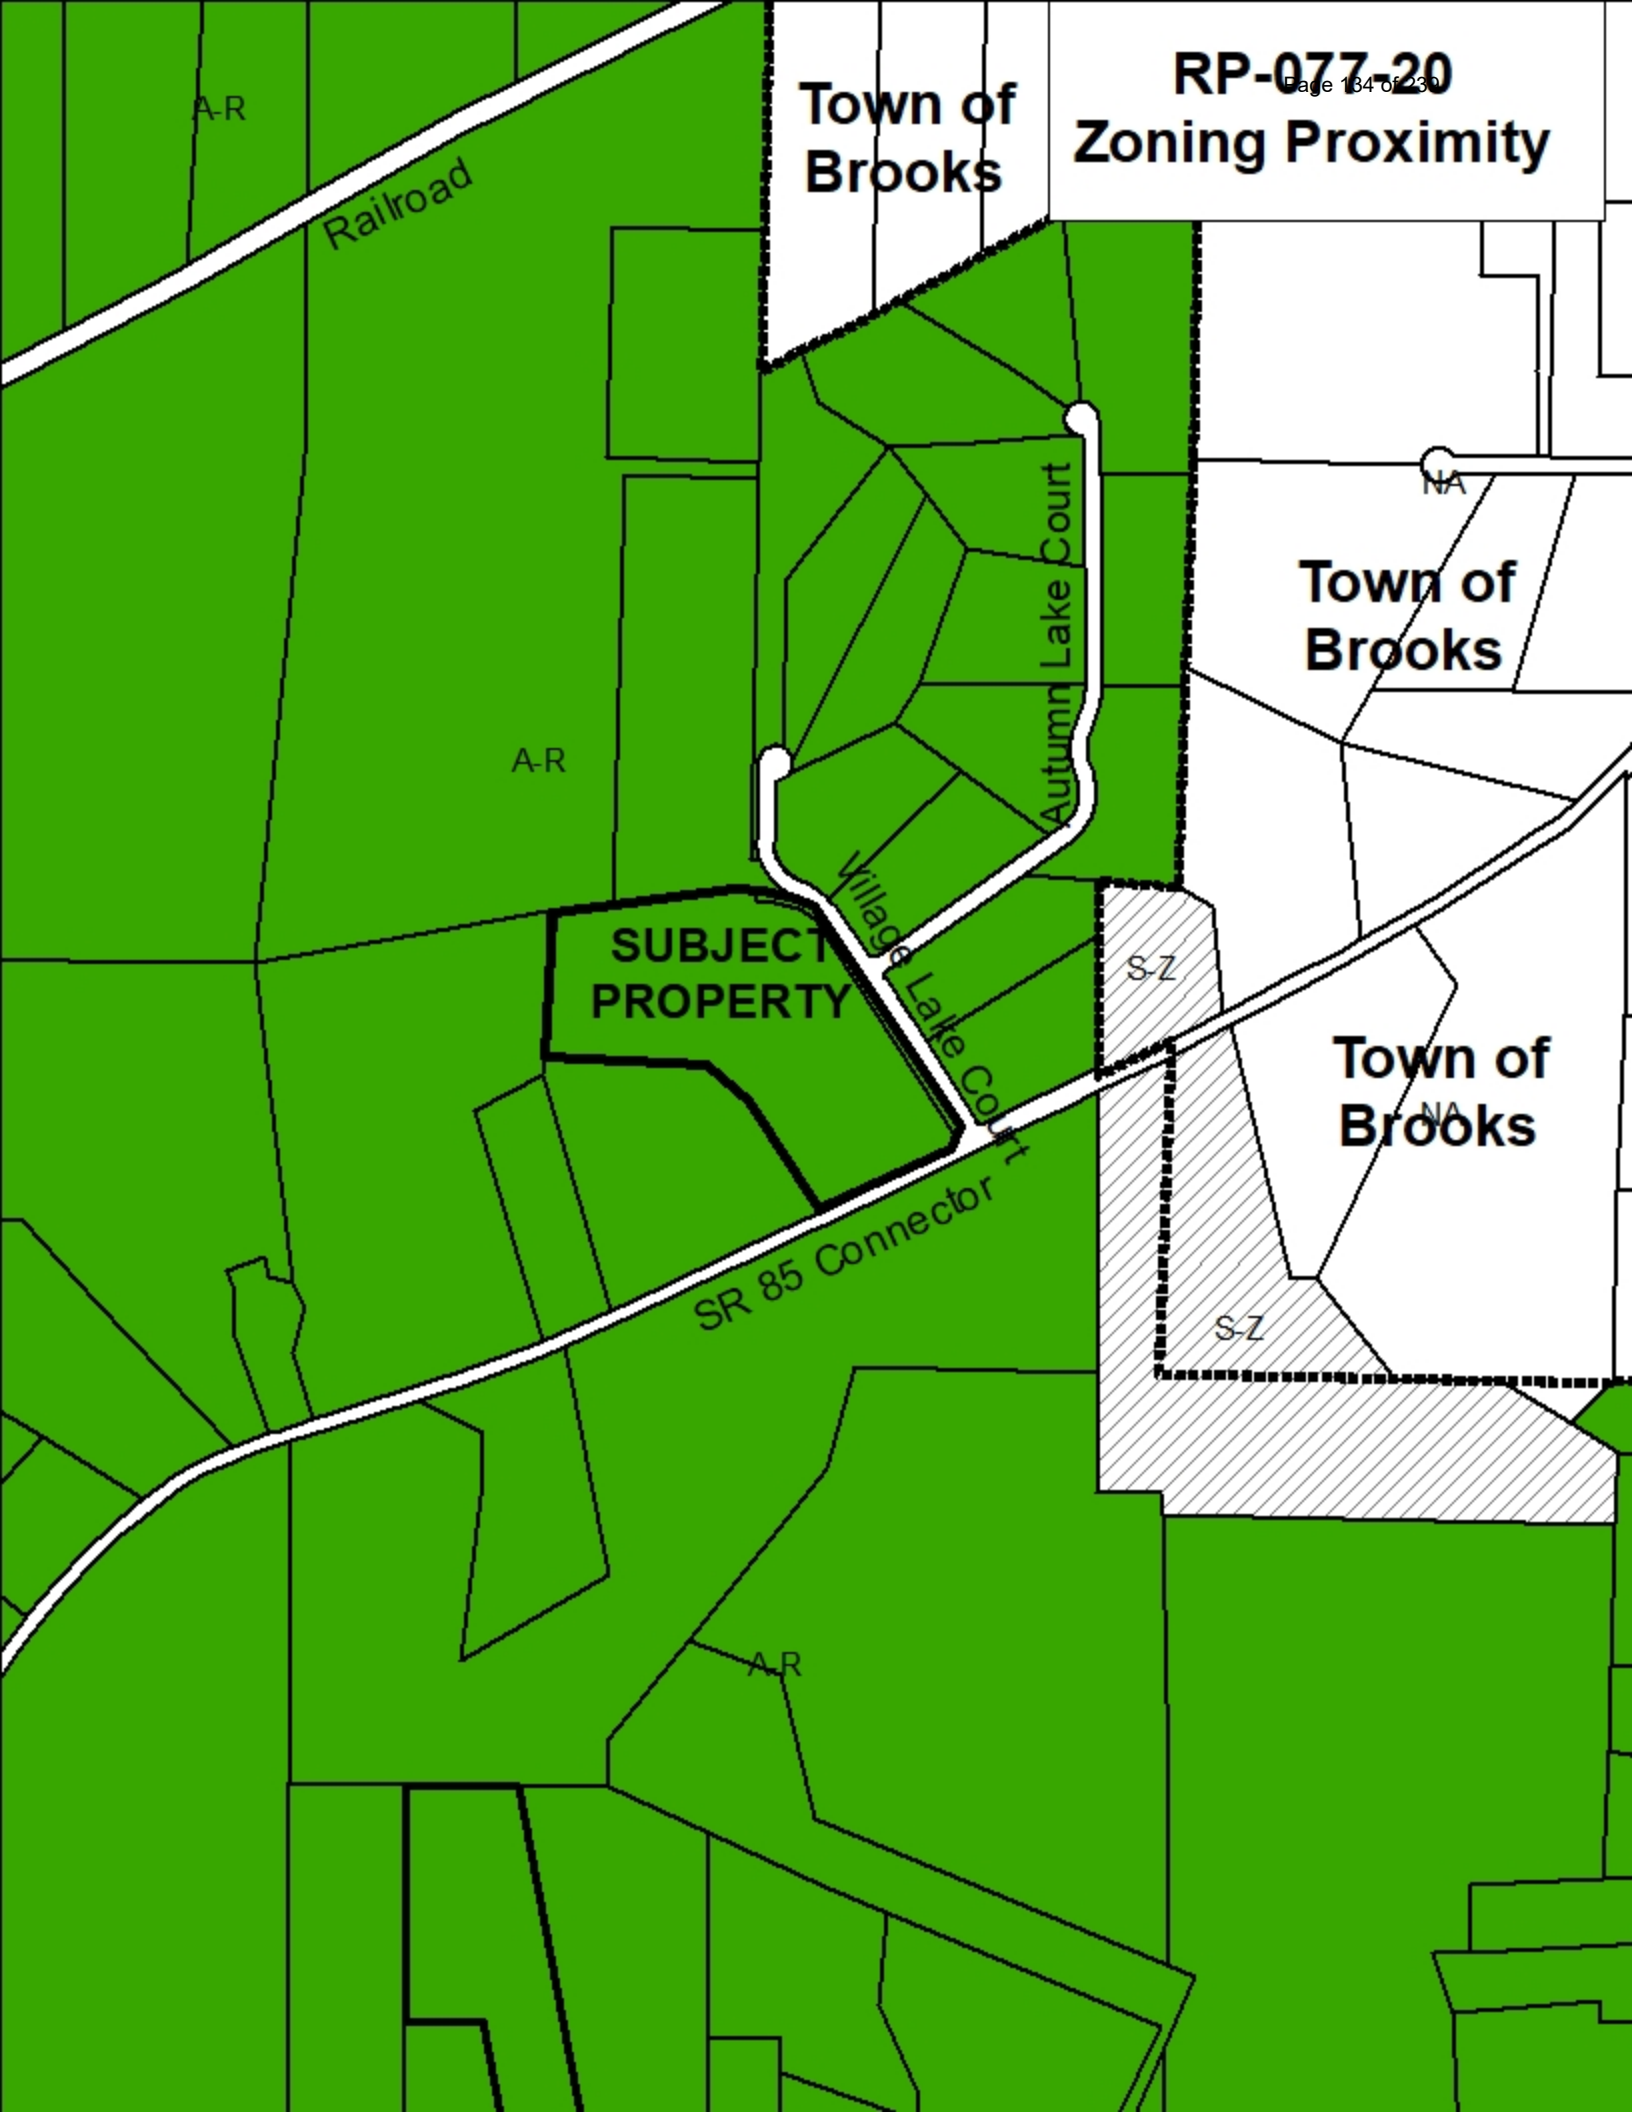 RP-077-20
Page 134 of 239
Zoning Proximity
Town of
Brooks
A-R
Railroad
NA
Town of
Brooks
Autumn Lake Court
A-R
Village Lake Court
SUBJECT
PROPERTY
S-Z
Town of
Brooks
NA
SR 85 Connector
S-Z
A-R